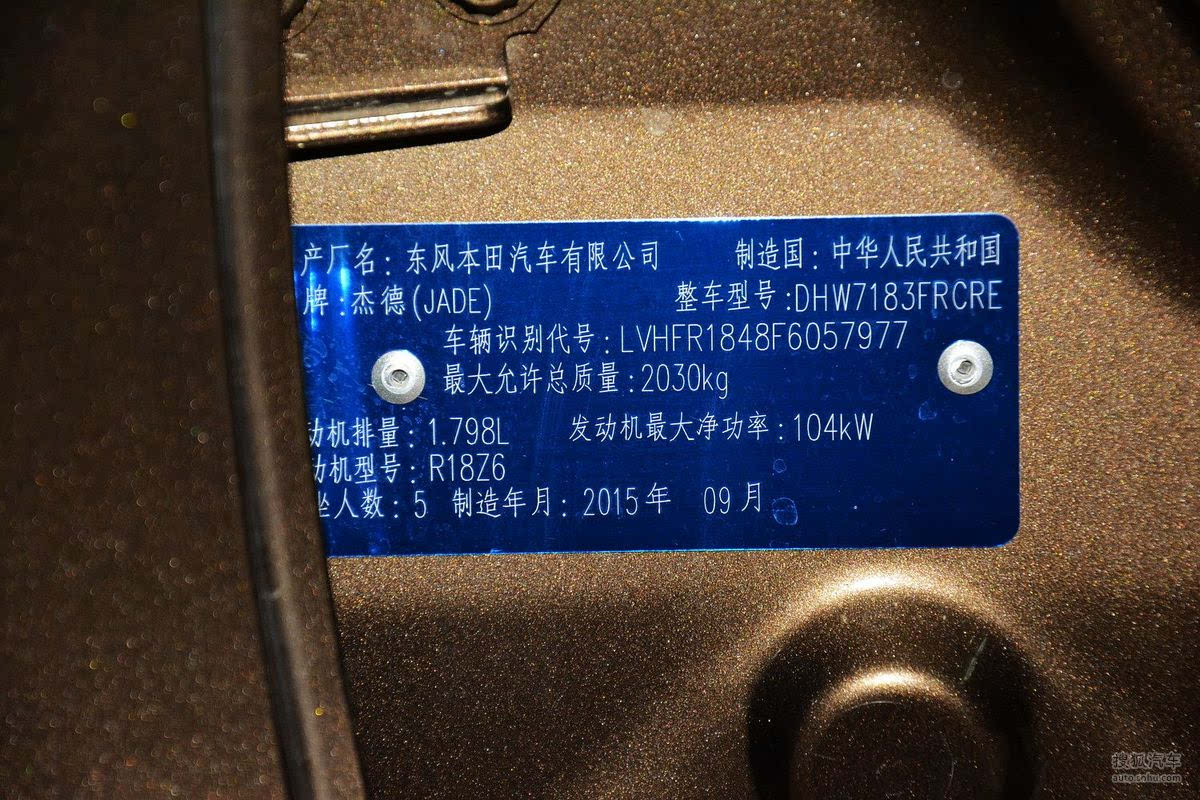 产厂名：东风本田汽车有限公司 制造国：中华人民共和国
牌：杰德(JADE) 整车型号：DHW7183FRCRE
车辆识别代号：LVHFR1848F6057977
最大允许总质量：2030kg
动机排量：1.798L 发动机最大净功率：104kW
动机型号：R18Z6
坐人数：5 制造年月：2015年 09月
搜狐汽车
auto.sohu.com